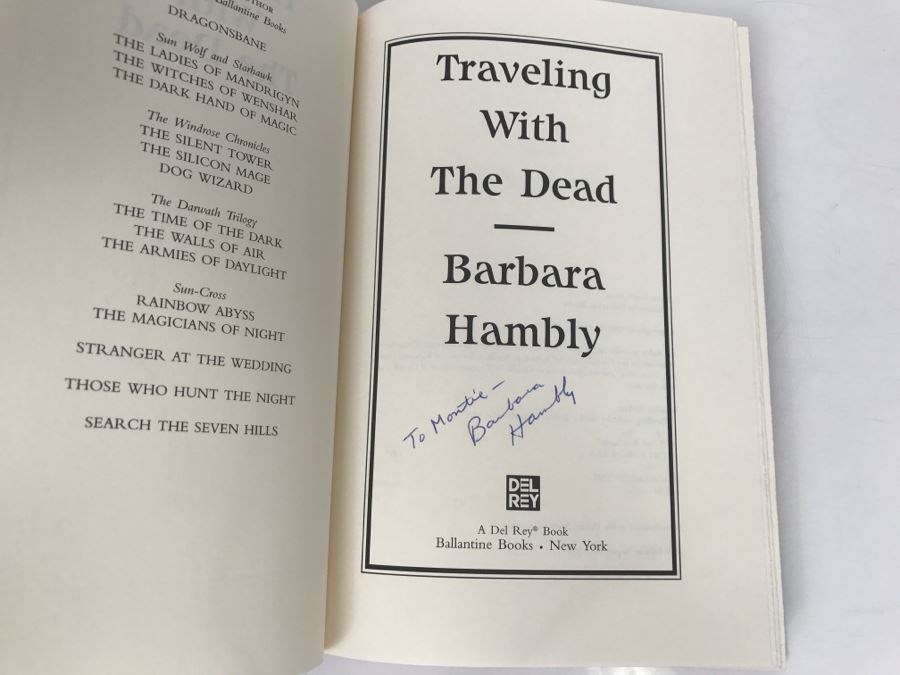 THOR
Ballantine Books
DRAGONSBANE
Sun Wolf and Starhawk
THE LADIES OF MANDRIGYN
THE WITCHES OF WENSHAR
THE DARK HAND OF MAGIC
The Windrose Chronicles
THE SILENT TOWER
THE SILICON MAGE
DOG WIZARD
The Darwath Trilogy
THE TIME OF THE DARK
THE WALLS OF AIR
THE ARMIES OF DAYLIGHT
Sun-Cross
RAINBOW ABYSS
THE MAGICIANS OF NIGHT
STRANGER AT THE WEDDING
THOSE WHO HUNT THE NIGHT
SEARCH THE SEVEN HILLS
Traveling
With
The Dead
Barbara
Hambly
To Montie –
Barbara
Hambly
DEL
REY
A Del Rey® Book
Ballantine Books • New York